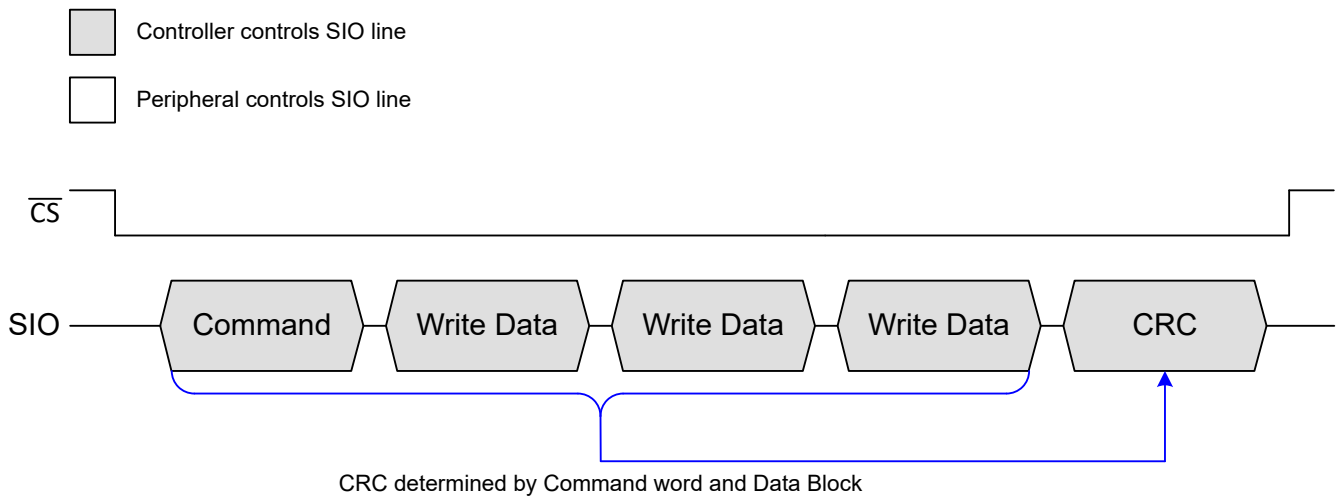 Controller controls SIO line
Peripheral controls SIO line
CS
SIO
Command
Write Data
Write Data
Write Data
CRC
CRC determined by Command word and Data Block